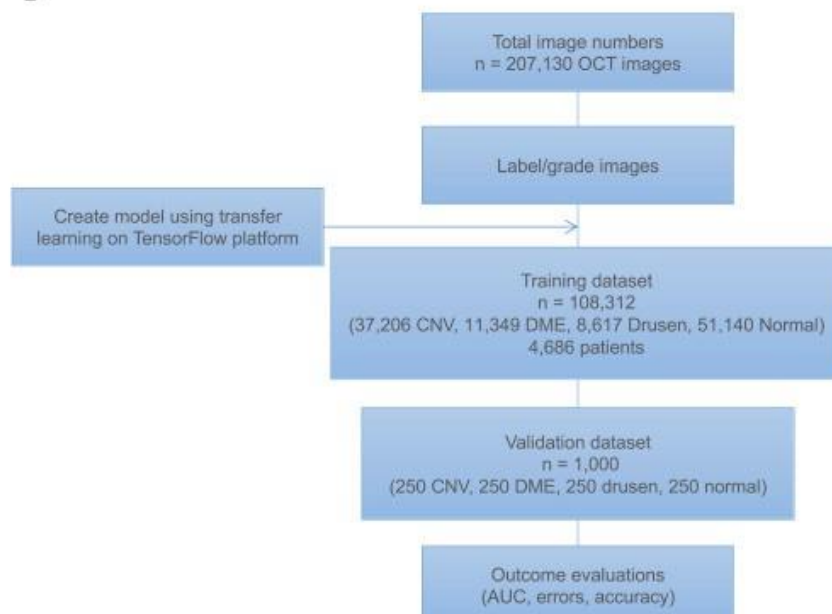 Total image numbers
n = 207,130 OCT images
Label/grade images
Create model using transfer
learning on TensorFlow platform
Training dataset
n = 108,312
(37,206 CNV, 11,349 DME, 8,617 Drusen, 51,140 Normal)
4,686 patients
Validation dataset
n = 1,000
(250 CNV, 250 DME, 250 drusen, 250 normal)
Outcome evaluations
(AUC, errors, accuracy)